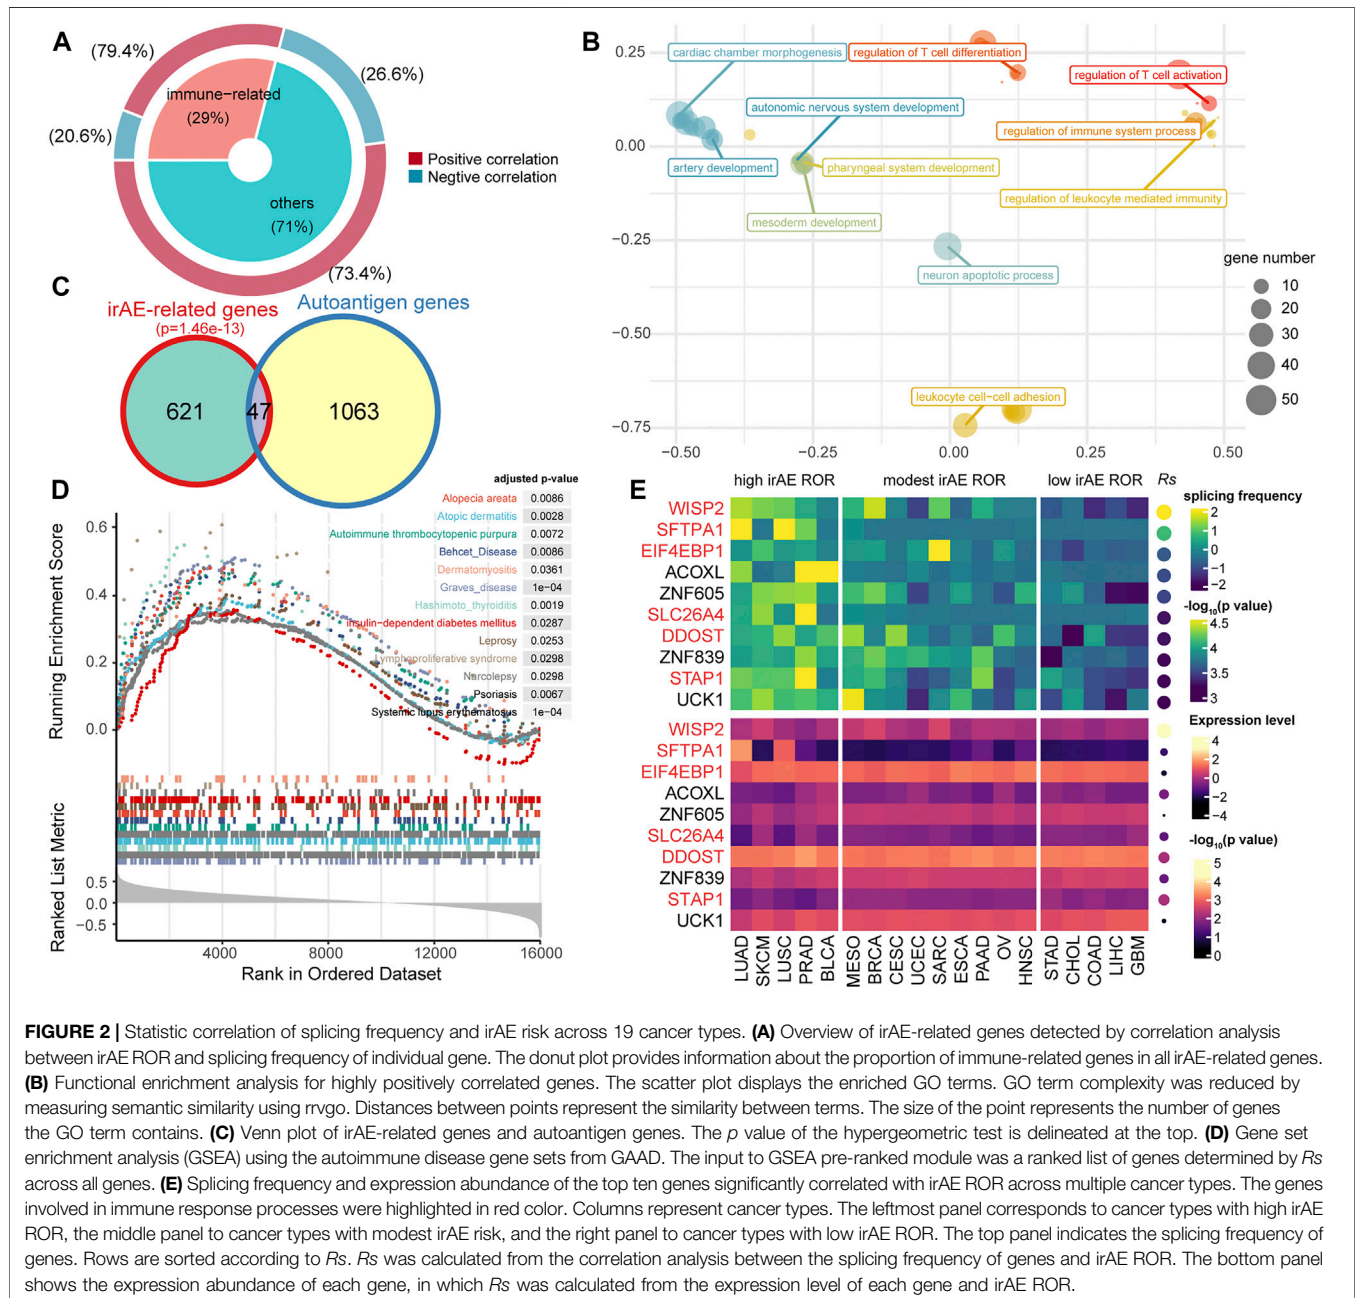 A
(79.4%)
(26.6%)
immune-related
(29%)
(20.6%)
Positive correlation
Negtive correlation
others
(71%)
(73.4%)
B
0.25
0.00
−0.25
−0.50
−0.75
cardiac chamber morphogenesis
regulation of T cell differentiation
regulation of T cell activation
autonomic nervous system development
regulation of immune system process
artery development
pharyngeal system development
regulation of leukocyte mediated immunity
mesoderm development
neuron apoptotic process
leukocyte cell−cell adhesion
−0.50
−0.25
0.00
0.25
0.50
gene number
10
20
30
40
50
C
irAE-related genes
(p=1.46e-13)
Autoantigen genes
621
47
1063
D
adjusted p-value
Alopecia areata 0.0086
Atopic dermatitis 0.0028
Autoimmune thrombocytopenic purpura 0.0072
Behcet_Disease 0.0086
Dermatomyositis 0.0361
Graves_disease 1e-04
Hashimoto_thyroiditis 0.0019
Insulin-dependent diabetes mellitus 0.0287
Leprosy 0.0253
Lymphoproliferative syndrome 0.0298
Narcolepsy 0.0298
Psoriasis 0.0067
Systemic lupus erythematosus 1e-04
Running Enrichment Score
0.6
0.4
0.2
0.0
Ranked List Metric
0.5
0.0
−0.5
4000
8000
12000
16000
Rank in Ordered Dataset
E
high irAE ROR
modest irAE ROR
low irAE ROR
Rs
WISP2
SFTPA1
EIF4EBP1
ACOXL
ZNF605
SLC26A4
DDOST
ZNF839
STAP1
UCK1
WISP2
SFTPA1
EIF4EBP1
ACOXL
ZNF605
SLC26A4
DDOST
ZNF839
STAP1
UCK1
LUAD
SKCM
LUSC
PRAD
BLCA
MESO
BRCA
CESC
UCEC
SARC
ESCA
PAAD
OV
HNSC
STAD
CHOL
COAD
LIHC
GBM
splicing frequency
2
1
0
−1
−2
-log10(p value)
4.5
4
3.5
3
Expression level
4
2
0
−2
−4
-log10(p value)
5
4
3
2
1
0
FIGURE 2 | Statistic correlation of splicing frequency and irAE risk across 19 cancer types. (A) Overview of irAE-related genes detected by correlation analysis
between irAE ROR and splicing frequency of individual gene. The donut plot provides information about the proportion of immune-related genes in all irAE-related genes.
(B) Functional enrichment analysis for highly positively correlated genes. The scatter plot displays the enriched GO terms. GO term complexity was reduced by
measuring semantic similarity using rrvgo. Distances between points represent the similarity between terms. The size of the point represents the number of genes
the GO term contains. (C) Venn plot of irAE-related genes and autoantigen genes. The p value of the hypergeometric test is delineated at the top. (D) Gene set
enrichment analysis (GSEA) using the autoimmune disease gene sets from GAAD. The input to GSEA pre-ranked module was a ranked list of genes determined by Rs
across all genes. (E) Splicing frequency and expression abundance of the top ten genes significantly correlated with irAE ROR across multiple cancer types. The genes
involved in immune response processes were highlighted in red color. Columns represent cancer types. The leftmost panel corresponds to cancer types with high irAE
ROR, the middle panel to cancer types with modest irAE risk, and the right panel to cancer types with low irAE ROR. The top panel indicates the splicing frequency of
genes. Rows are sorted according to Rs. Rs was calculated from the correlation analysis between the splicing frequency of genes and irAE ROR. The bottom panel
shows the expression abundance of each gene, in which Rs was calculated from the expression level of each gene and irAE ROR.